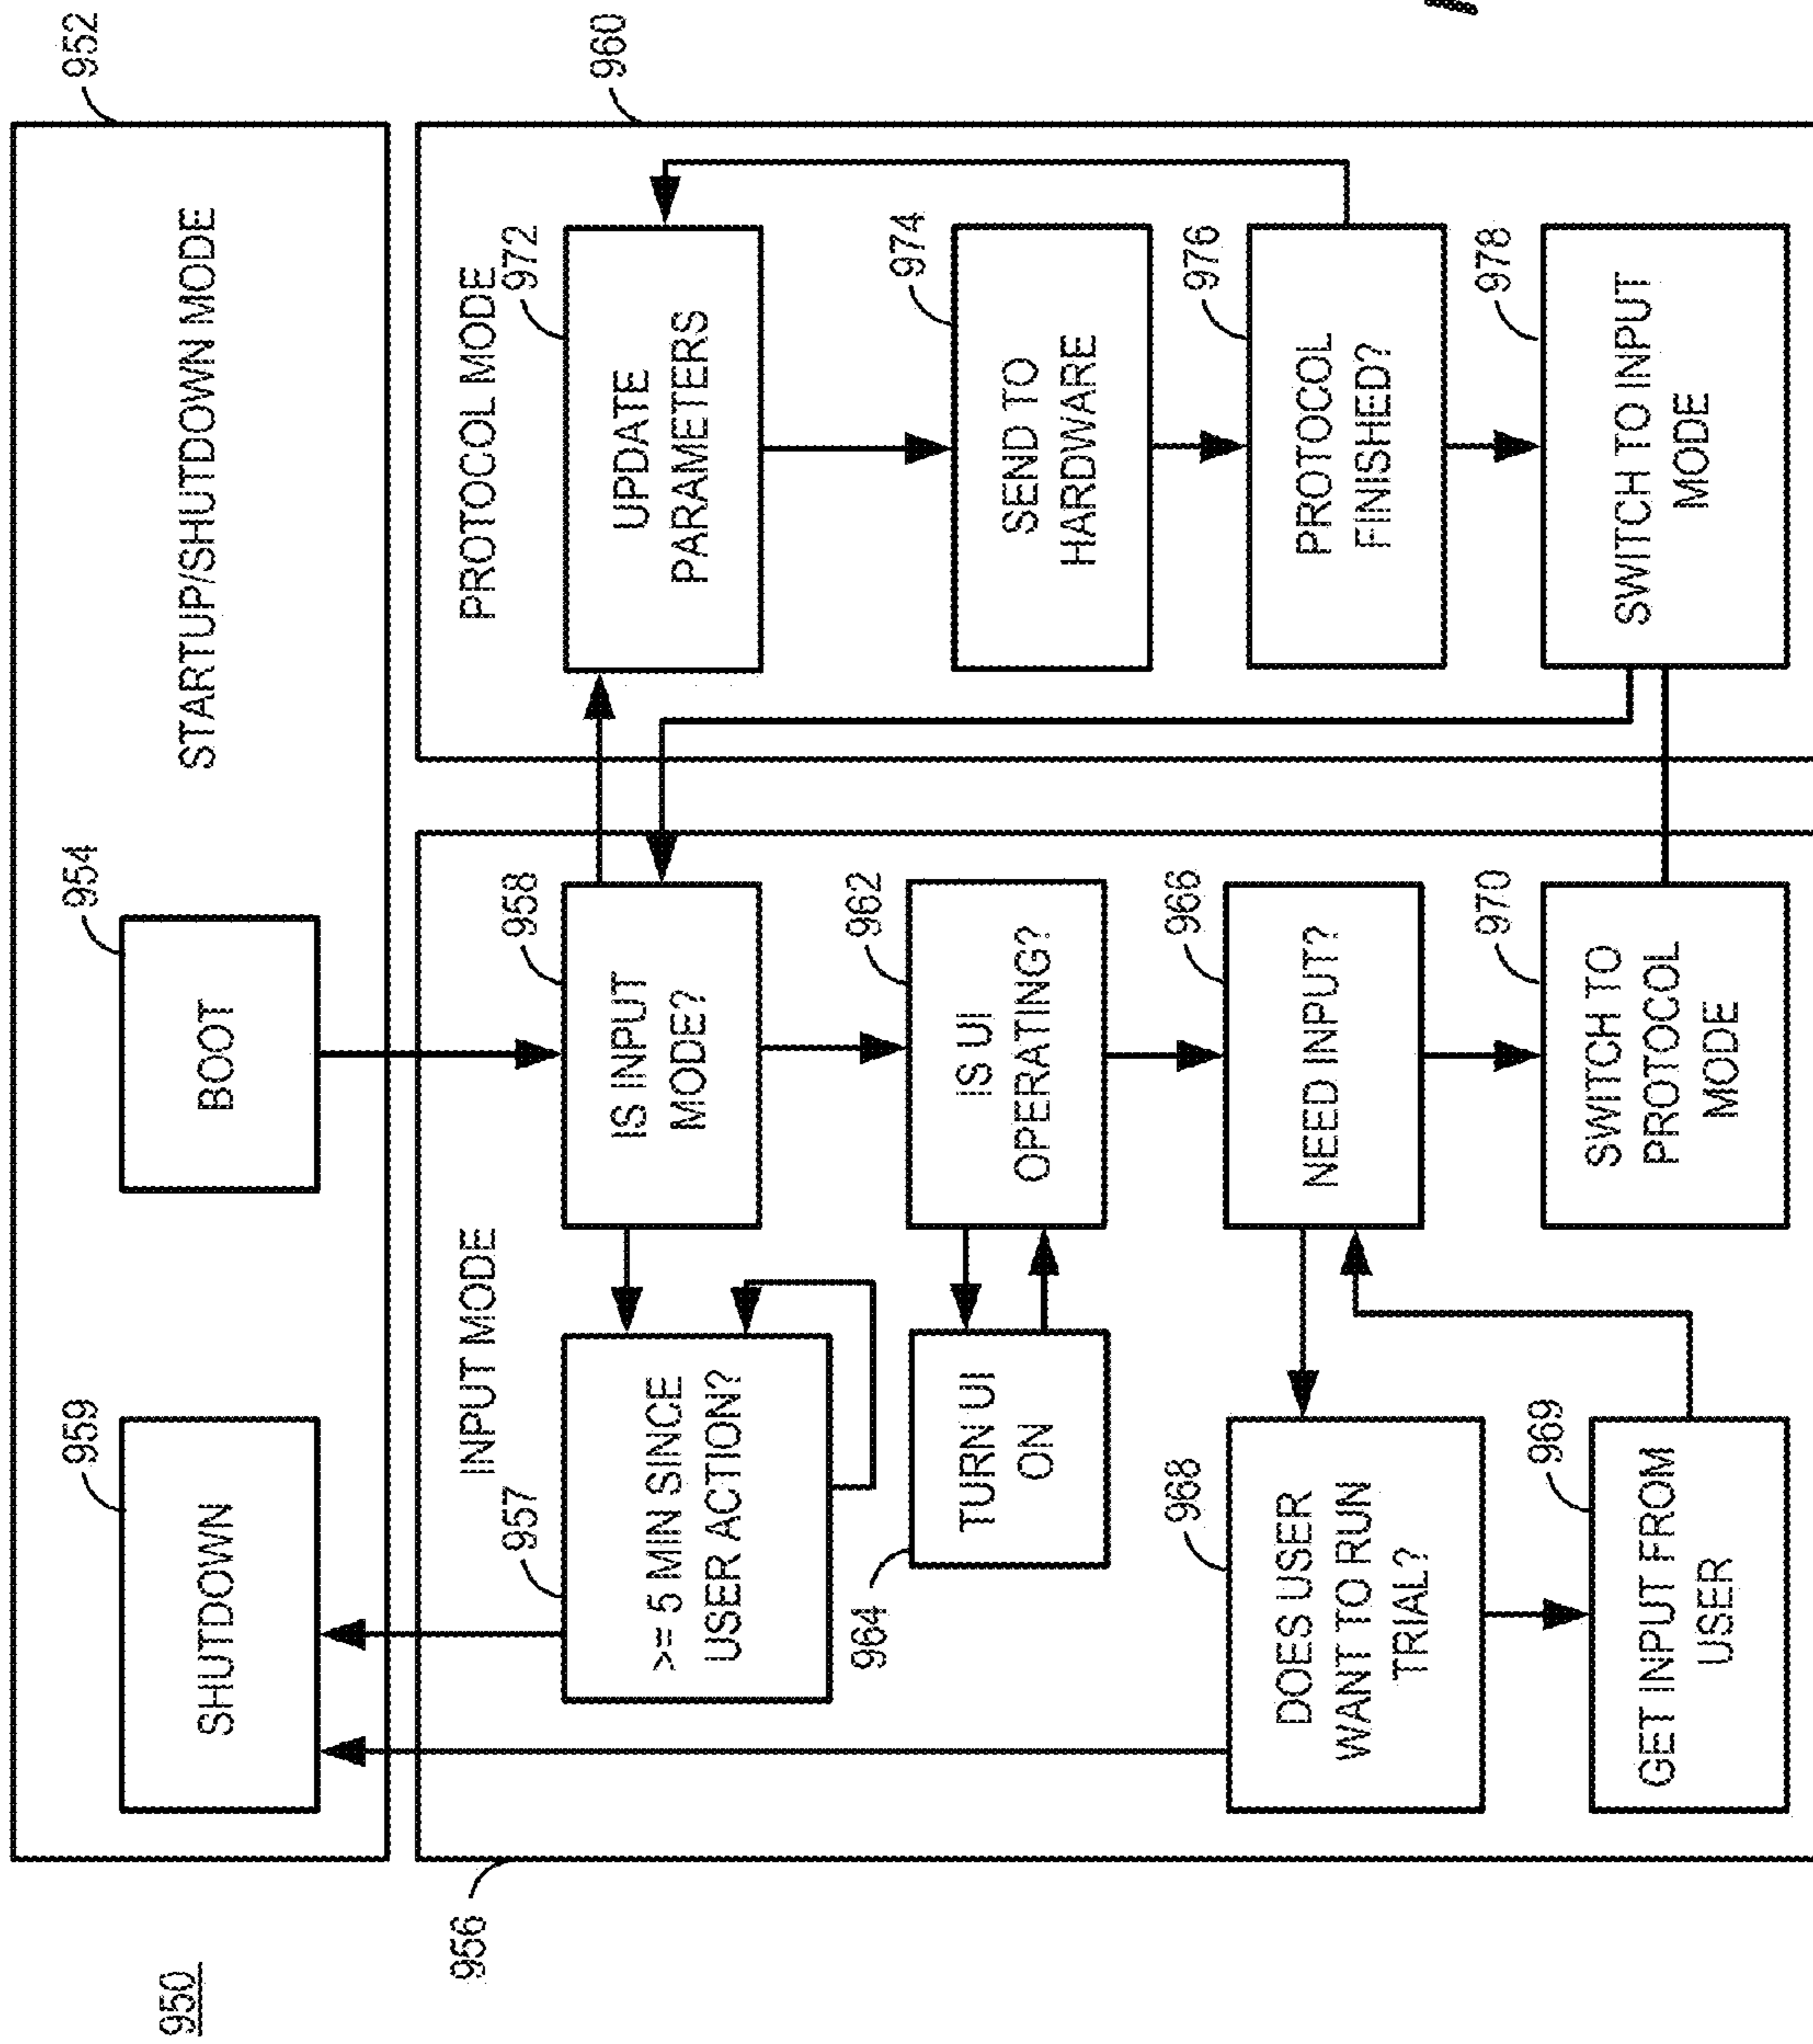 950
952
STARTUP/SHUTDOWN MODE
959
SHUTDOWN
954
BOOT
956
INPUT MODE
957
>= 5 MIN SINCE
USER ACTION?
958
IS INPUT
MODE?
964
TURN UI
ON
962
IS UI
OPERATING?
968
DOES USER
WANT TO RUN
TRIAL?
966
NEED INPUT?
969
GET INPUT FROM
USER
970
SWITCH TO
PROTOCOL
MODE
960
PROTOCOL MODE
972
UPDATE
PARAMETERS
974
SEND TO
HARDWARE
976
PROTOCOL
FINISHED?
978
SWITCH TO INPUT
MODE